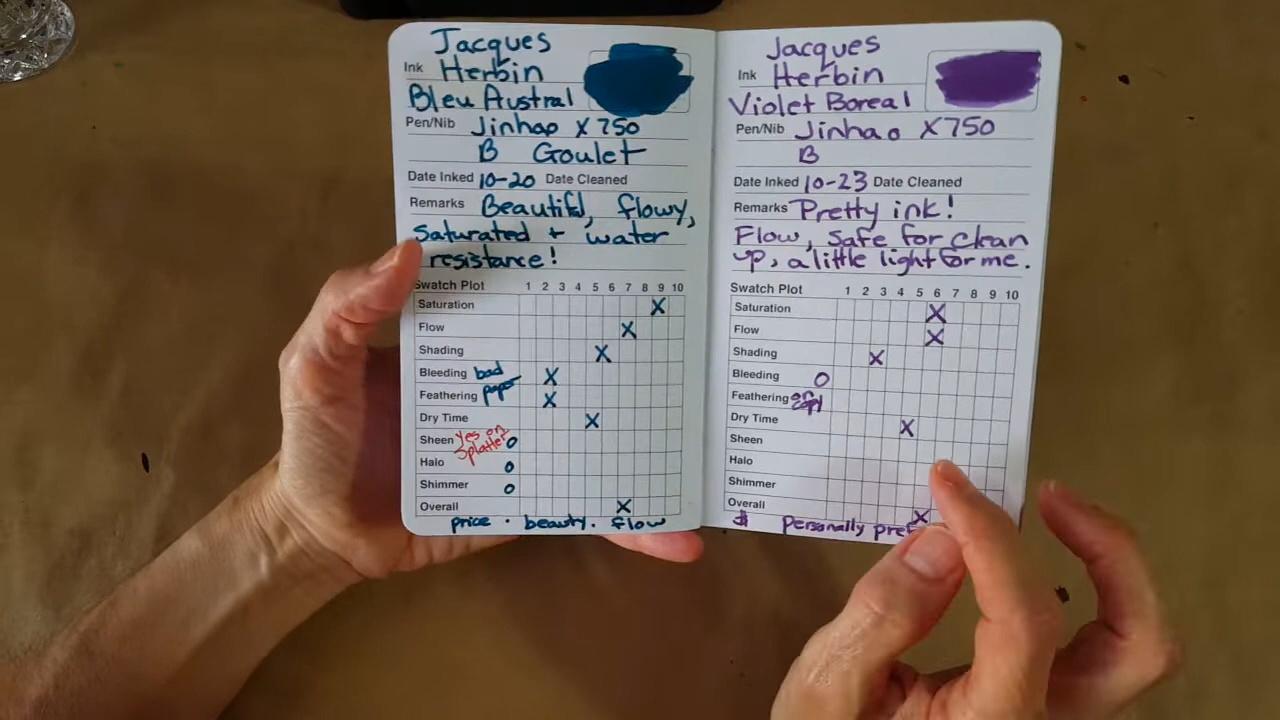 Jacques
Ink Herbin
Bleu Austral
Pen/Nib Jinhao X750
B Goulet
Date Inked 10-20 Date Cleaned
Remarks Beautiful, flowy,
saturated + water
resistance!
Swatch Plot 1 2 3 4 5 6 7 8 9 10
Saturation X
Flow X
Shading X
Bleeding bad X
Feathering paper X
Dry Time X
Sheen yes on splatter O
Halo O
Shimmer O
Overall X
price . beauty . flow
Jacques
Ink Herbin
Violet Boreal
Pen/Nib Jinhao X750
B
Date Inked 10-23 Date Cleaned
Remarks Pretty ink!
Flow, safe for clean
up, a little light for me.
Swatch Plot 1 2 3 4 5 6 7 8 9 10
Saturation X
Flow X
Shading X
Bleeding O
Feathering on
Dry Time X
Sheen
Halo
Shimmer
Overall X
$ Personally